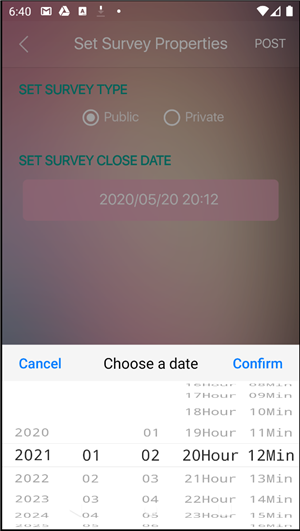 6:40
Set Survey Properties POST
SET SURVEY TYPE
Public Private
SET SURVEY CLOSE DATE
2020/05/20 20:12
Cancel Choose a date Confirm
16Hour 08Min
17Hour 09Min
18Hour 10Min
2020 01 19Hour 11Min
2021 01 02 20Hour 12Min
2022 02 03 21Hour 13Min
2023 03 04 22Hour 14Min
2024 04 05 23Hour 15Min
2025 05 06 16Min